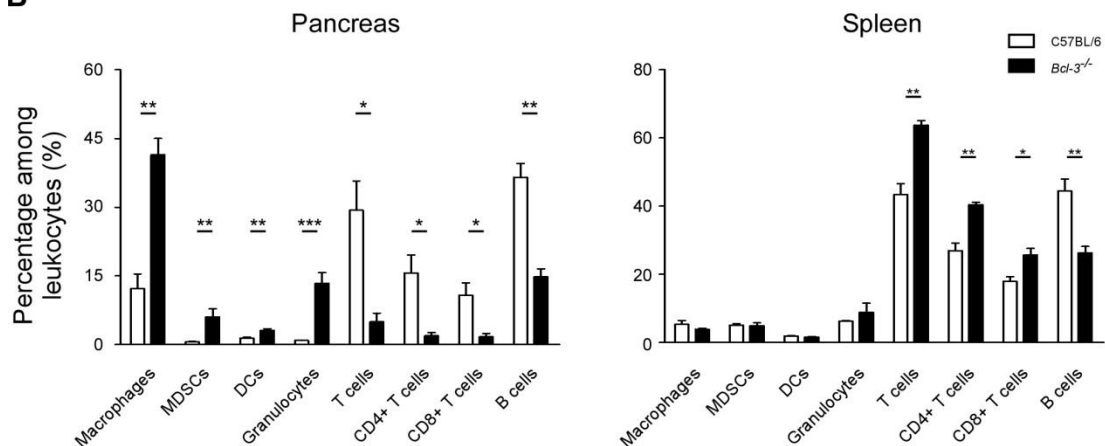 Pancreas
Spleen
C57BL/6
Bcl-3-/-
Percentage among
leukocytes (%)
60
45
30
15
0
** ** ** *** * * * **
Macrophages
MDSCs
DCs
Granulocytes
T cells
CD4+ T cells
CD8+ T cells
B cells
80
60
40
20
0
** ** * **
Macrophages
MDSCs
DCs
Granulocytes
T cells
CD4+ T cells
CD8+ T cells
B cells